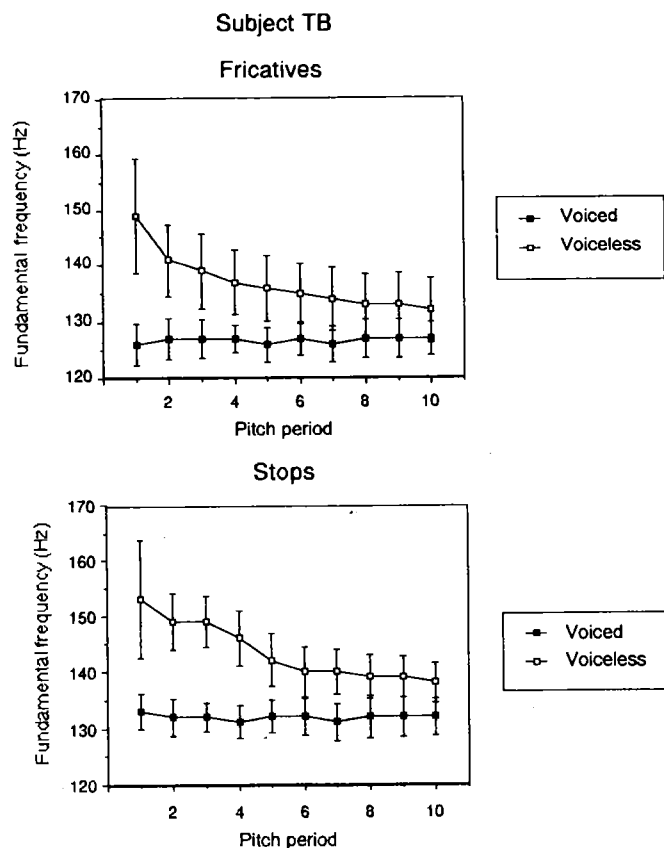 Subject TB
Fricatives
Fundamental frequency (Hz)
170
160
150
140
130
120
2 4 6 8 10
Pitch period
Voiced
Voiceless
Stops
Fundamental frequency (Hz)
170
160
150
140
130
120
2 4 6 8 10
Pitch period
Voiced
Voiceless